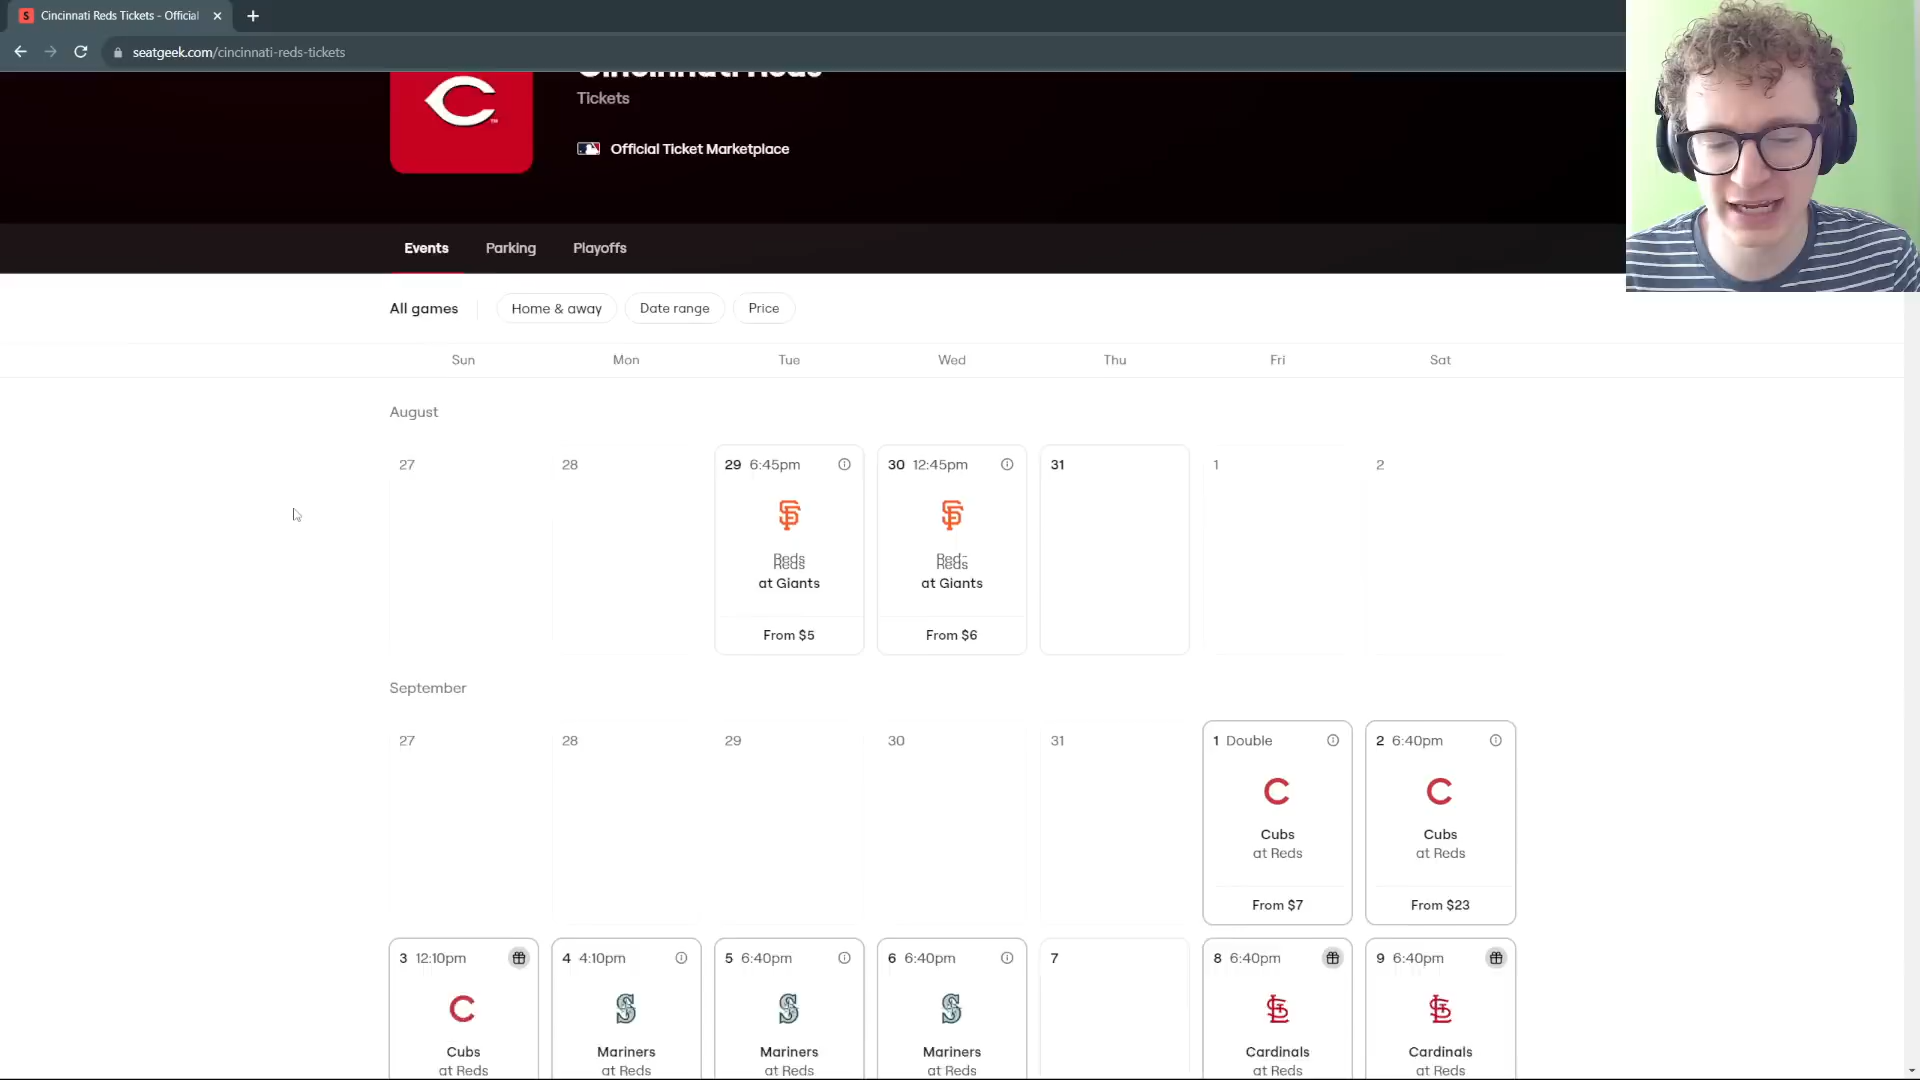 Cincinnati Reds Tickets - Official
seatgeek.com/cincinnati-reds-tickets
Cincinnati Reds
Tickets
Official Ticket Marketplace
Events Parking Playoffs
All games Home & away Date range Price
Sun Mon Tue Wed Thu Fri Sat
August
27 28 29 6:45pm 30 12:45pm 31 1 2
Reds Reds
at Giants at Giants
From $5 From $6
September
27 28 29 30 31 1 Double 2 6:40pm
Cubs Cubs
at Reds at Reds
From $7 From $23
3 12:10pm 4 4:10pm 5 6:40pm 6 6:40pm 7 8 6:40pm 9 6:40pm
Cubs Mariners Mariners Mariners Cardinals Cardinals
at Reds at Reds at Reds at Reds at Reds at Reds